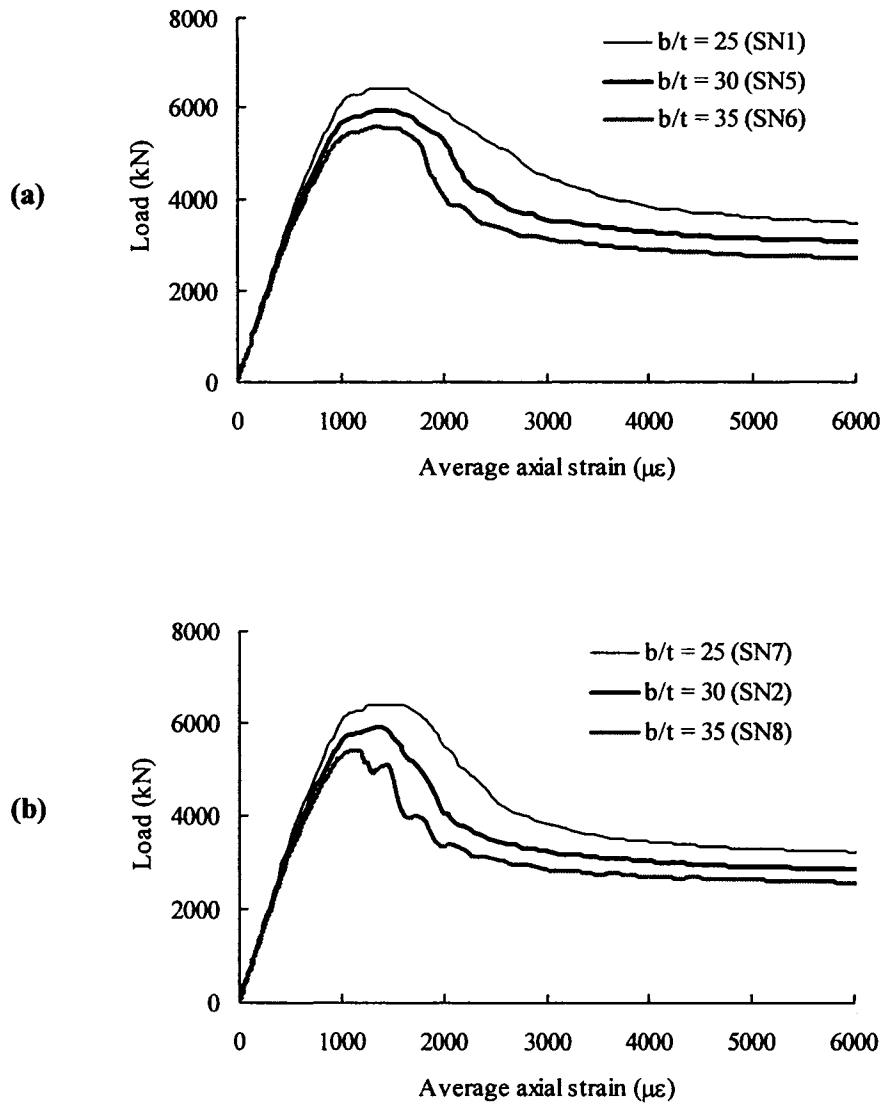 (a)
Load (kN)
8000
6000
4000
2000
0
b/t = 25 (SN1)
b/t = 30 (SN5)
b/t = 35 (SN6)
0 1000 2000 3000 4000 5000 6000
Average axial strain (με)
(b)
Load (kN)
8000
6000
4000
2000
0
b/t = 25 (SN7)
b/t = 30 (SN2)
b/t = 35 (SN8)
0 1000 2000 3000 4000 5000 6000
Average axial strain (με)